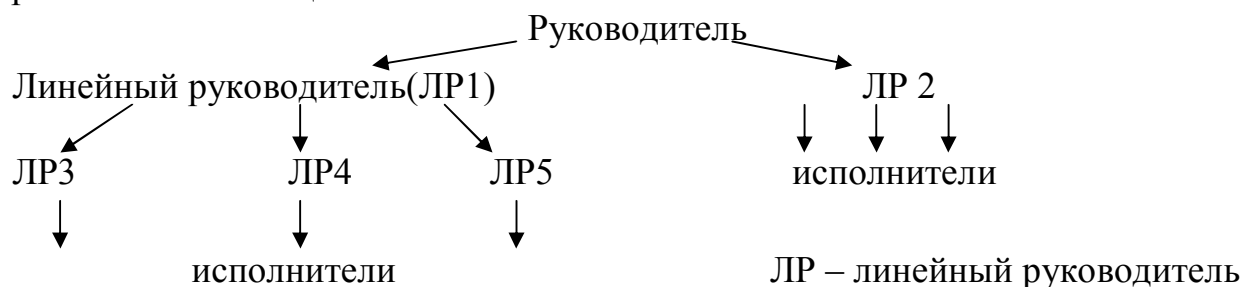 Руководитель
Линейный руководитель(ЛР1) ЛР 2
ЛР3 ЛР4 ЛР5 исполнители
исполнители ЛР – линейный руководитель